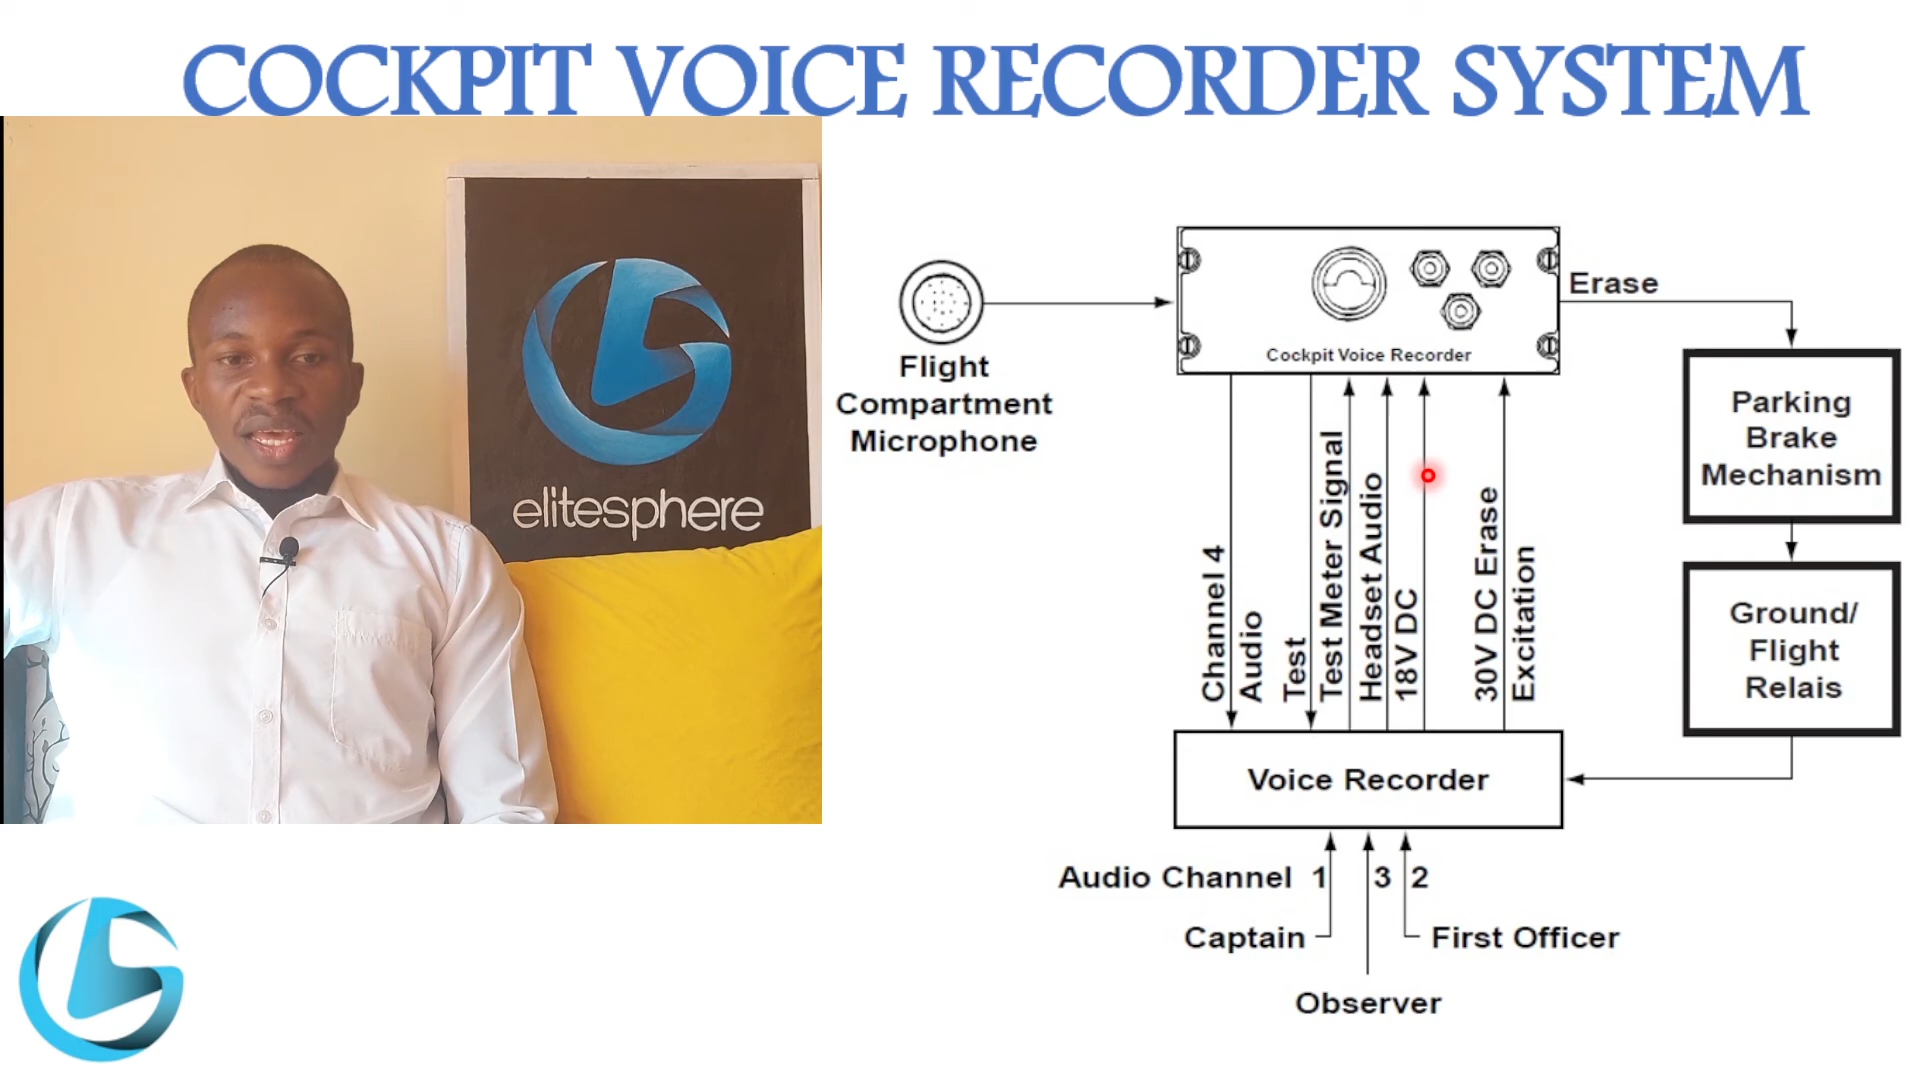 COCKPIT VOICE RECORDER SYSTEM
elitesphere
Flight
Compartment
Microphone
Cockpit Voice Recorder
Erase
Parking
Brake
Mechanism
Ground/
Flight
Relais
Channel 4
Audio
Test
Test Meter Signal
Headset Audio
18V DC
30V DC Erase
Excitation
Voice Recorder
Audio Channel 1 3 2
Captain
First Officer
Observer